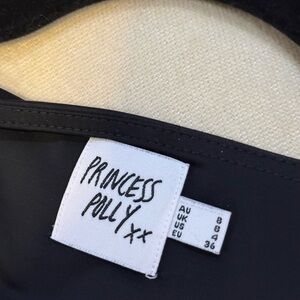 PRINCESS
POLLY xx
AU 8
UK 8
US 4
EU 36